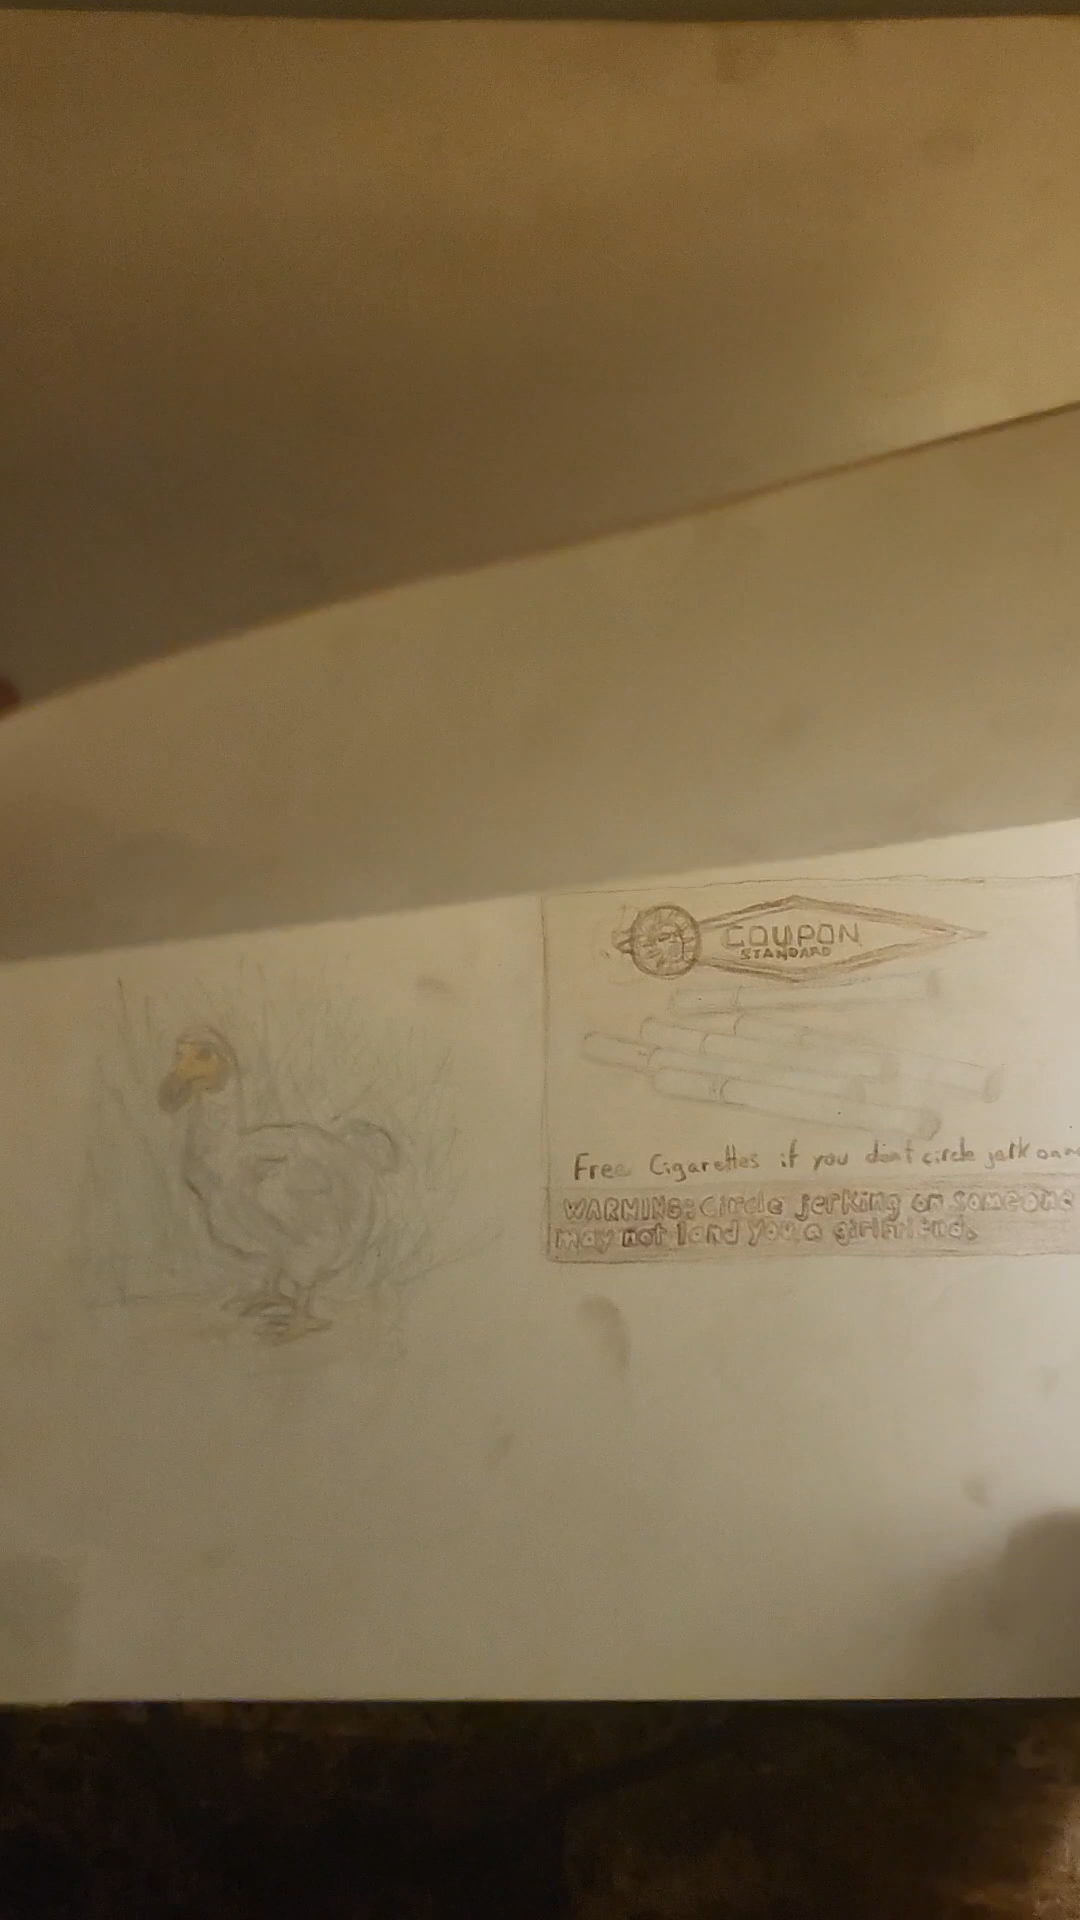 COUPON
STANDARD
Free Cigarettes if you don't circle jerk on
WARNING: Circle jerking on someone
may not land you a girlfriend.